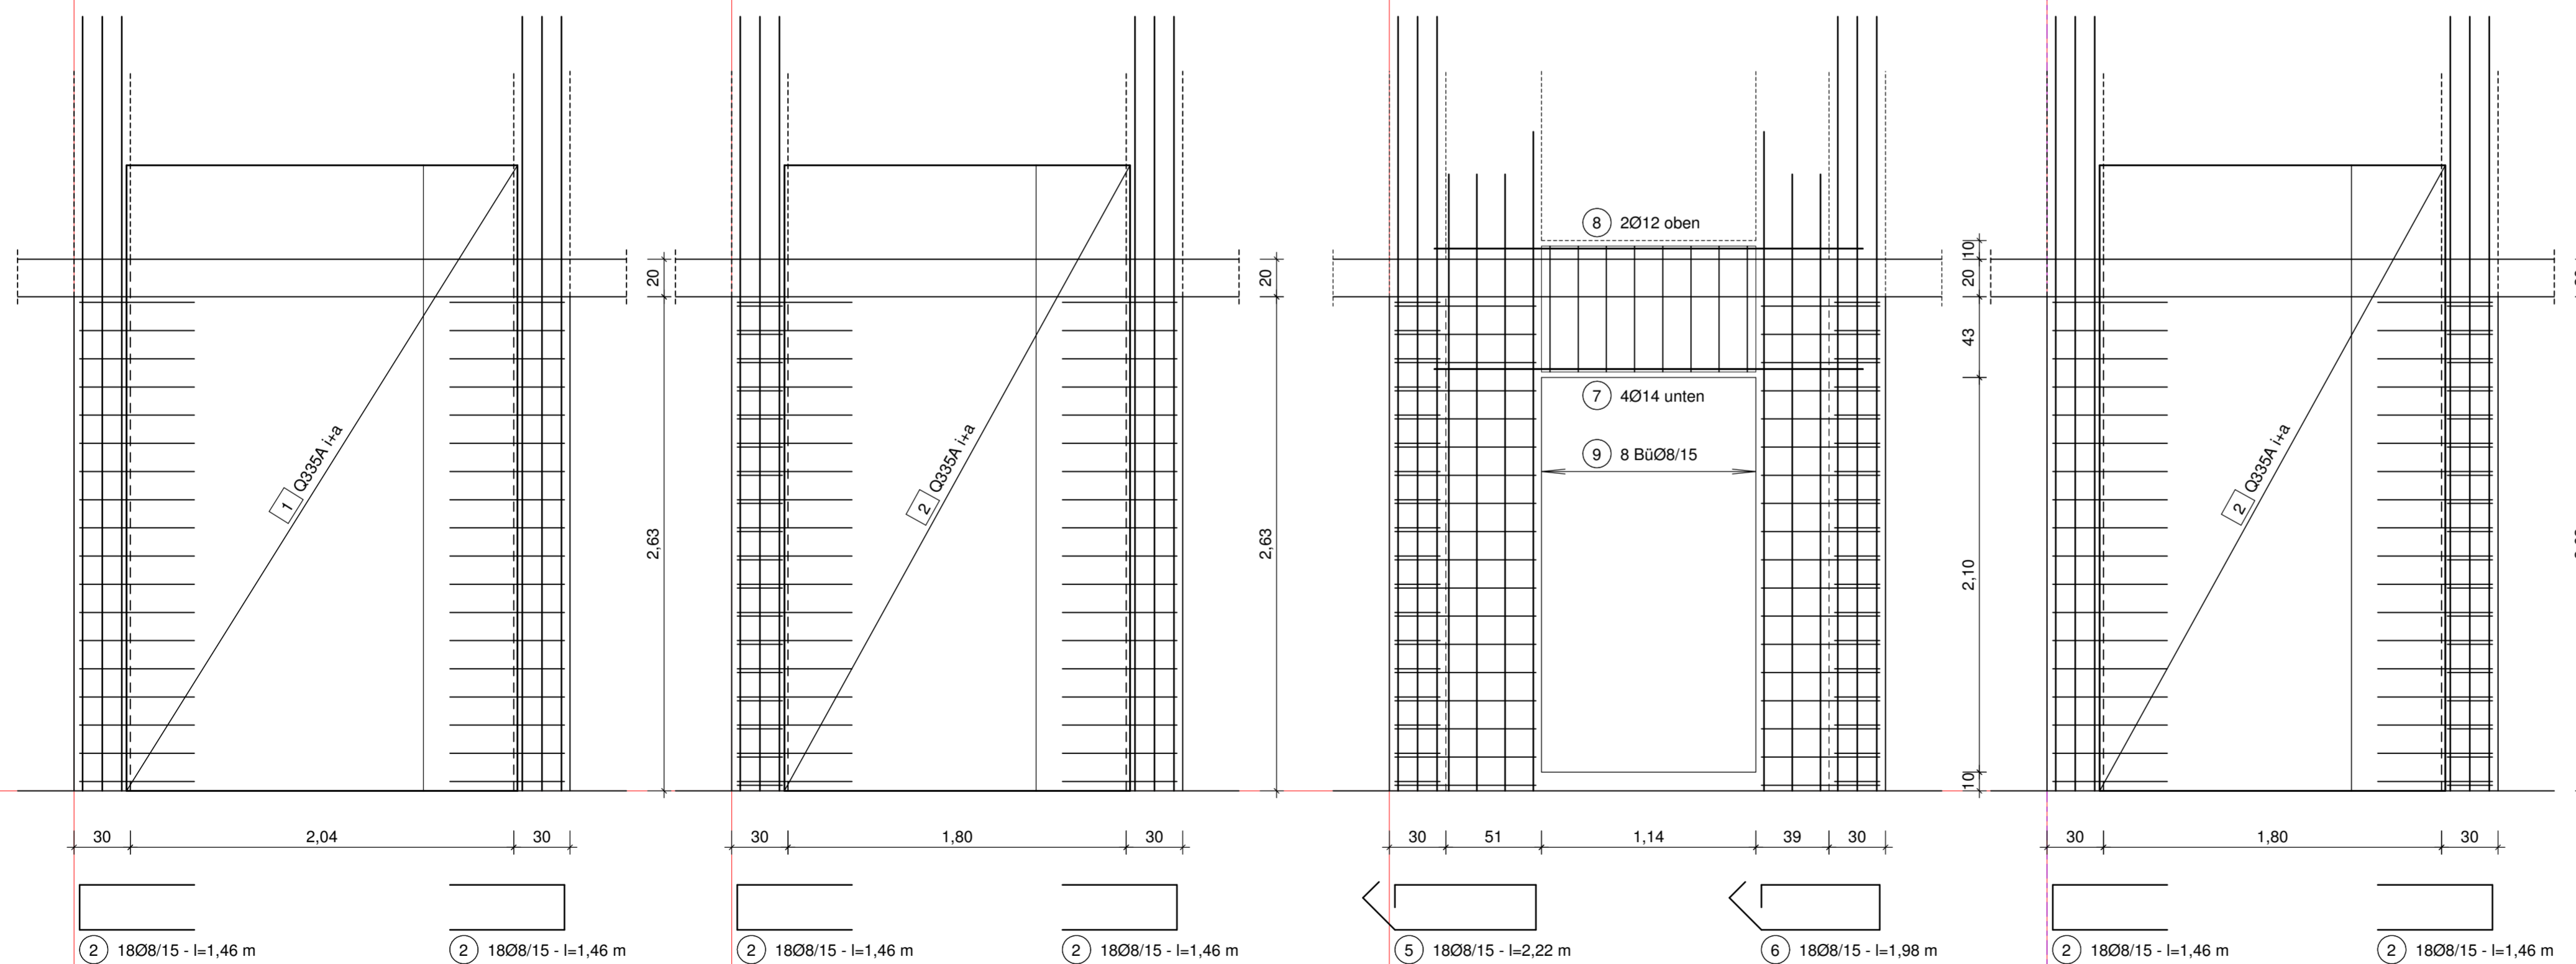 8 2Ø12 oben
10
20
20
20
43
7 4Ø14 unten
1 Q335A i+a
2 Q335A i+a
9 8 BüØ8/15
2 Q335A i+a
2,63
2,63
2,10
10
30 2,04 30
30 1,80 30
30 51 1,14 39 30
30 1,80 30
2 18Ø8/15 - l=1,46 m
2 18Ø8/15 - l=1,46 m
2 18Ø8/15 - l=1,46 m
2 18Ø8/15 - l=1,46 m
5 18Ø8/15 - l=2,22 m
6 18Ø8/15 - l=1,98 m
2 18Ø8/15 - l=1,46 m
2 18Ø8/15 - l=1,46 m